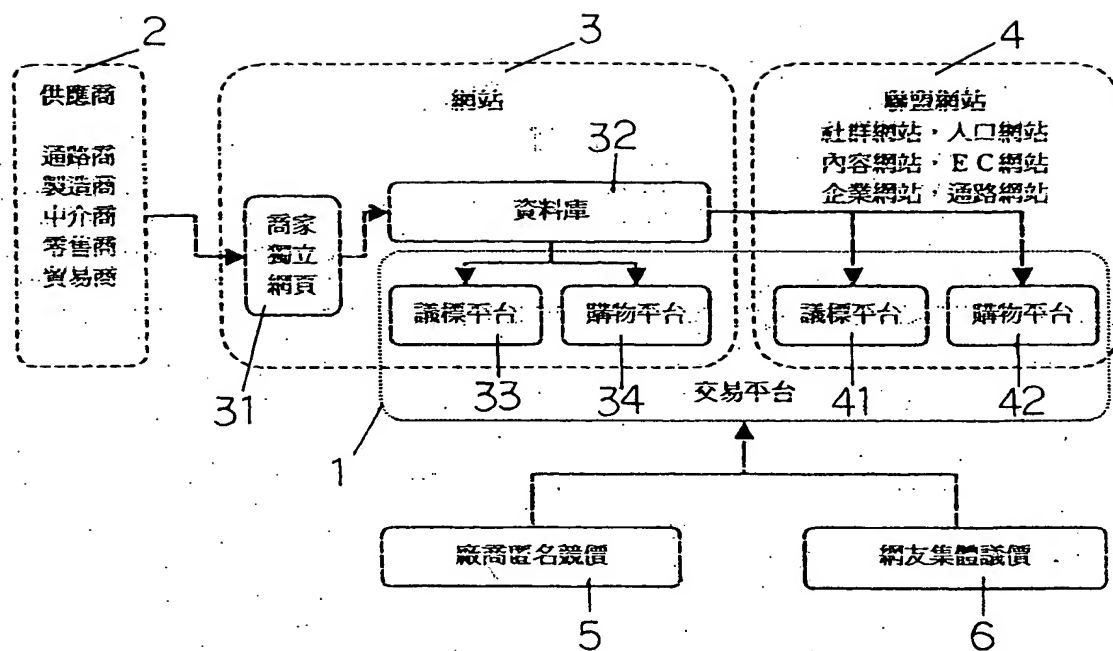 2
3
4
供應商
通路商
製造商
中介商
零售商
貿易商
網站
32
資料庫
商家
獨立
網頁
31
議標平台
購物平台
33
34
聯盟網站
社群網站，人口網站
內容網站，EC網站
企業網站，通路網站
議標平台
購物平台
41
42
交易平台
1
廠商匿名競價
5
網友集體議價
6